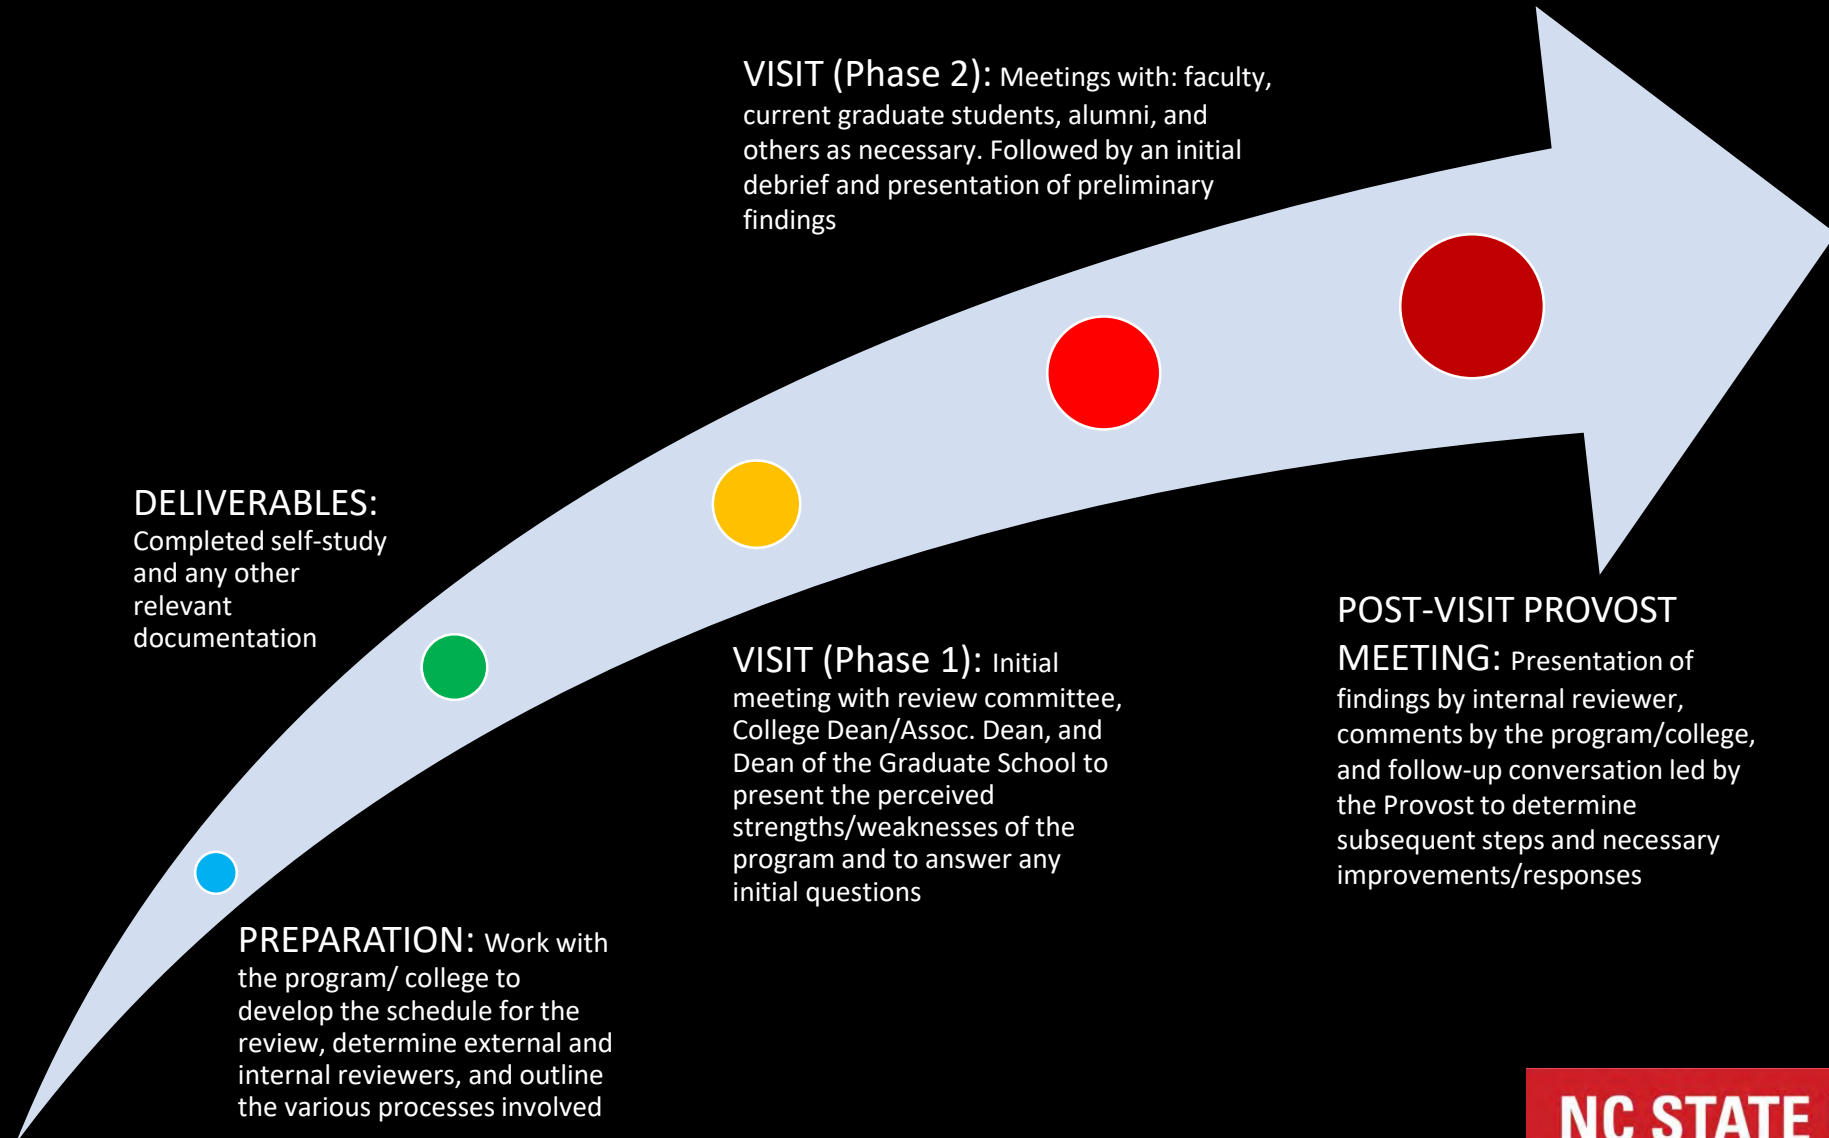 VISIT (Phase 2): Meetings with: faculty,
current graduate students, alumni, and
others as necessary. Followed by an initial
debrief and presentation of preliminary
findings
DELIVERABLES:
Completed self-study
and any other
relevant
documentation
VISIT (Phase 1): Initial
meeting with review committee,
College Dean/Assoc. Dean, and
Dean of the Graduate School to
present the perceived
strengths/weaknesses of the
program and to answer any
initial questions
POST-VISIT PROVOST
MEETING: Presentation of
findings by internal reviewer,
comments by the program/college,
and follow-up conversation led by
the Provost to determine
subsequent steps and necessary
improvements/responses
PREPARATION: Work with
the program/ college to
develop the schedule for the
review, determine external and
internal reviewers, and outline
the various processes involved
NC STATE